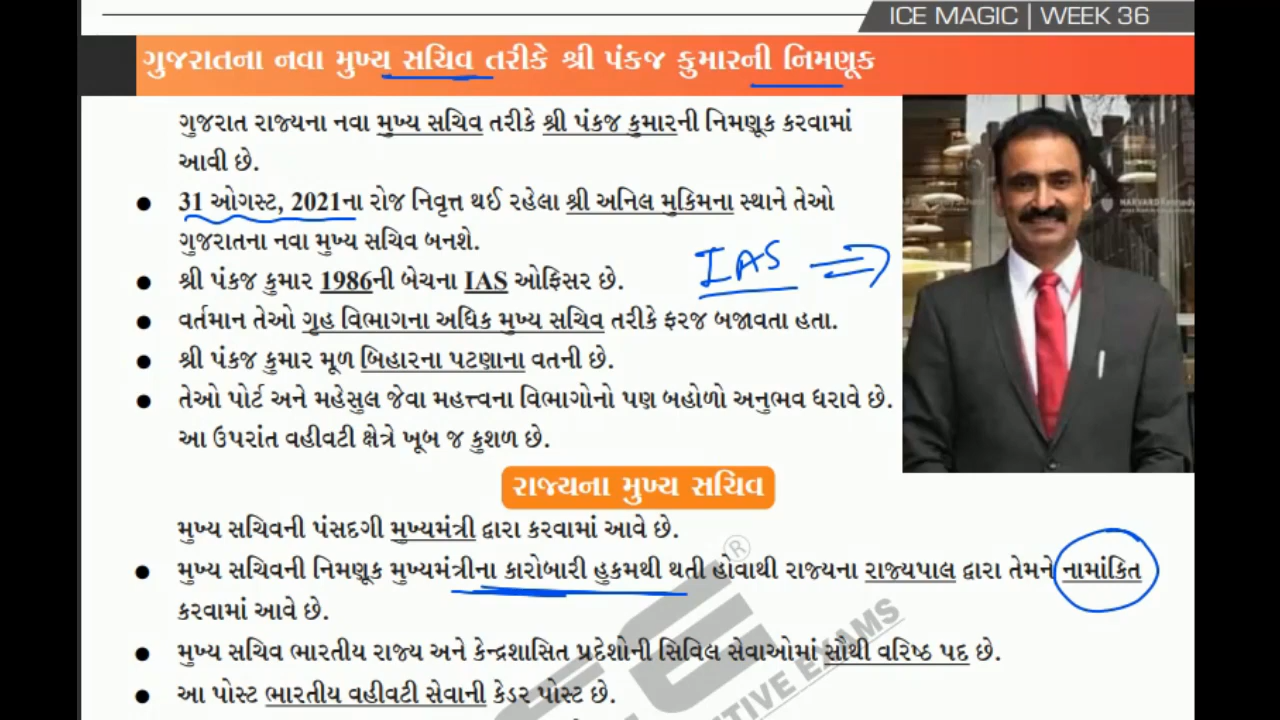 ICE MAGIC | WEEK 36
ગુજરાતના નવા મુખ્ય સચિવ તરીકે શ્રી પંકજ કુમારની નિમણૂક
ગુજરાત રાજ્યના નવા મુખ્ય સચિવ તરીકે શ્રી પંકજ કુમારની નિમણૂક કરવામાં
આવી છે.
● 31 ઓગસ્ટ, 2021ના રોજ નિવૃત્ત થઈ રહેલા શ્રી અનિલ મુકિમના સ્થાને તેઓ
ગુજરાતના નવા મુખ્ય સચિવ બનશે.
IAS
● શ્રી પંકજ કુમાર 1986ની બેચના IAS ઓફિસર છે.
● વર્તમાન તેઓ ગૃહ વિભાગના અધિક મુખ્ય સચિવ તરીકે ફરજ બજાવતા હતા.
● શ્રી પંકજ કુમાર મૂળ બિહારના પટણાના વતની છે.
● તેઓ પોર્ટ અને મહેસુલ જેવા મહત્ત્વના વિભાગોનો પણ બહોળો અનુભવ ધરાવે છે.
આ ઉપરાંત વહીવટી ક્ષેત્રે ખૂબ જ કુશળ છે.
રાજ્યના મુખ્ય સચિવ
મુખ્ય સચિવની પંસદગી મુખ્યમંત્રી દ્વારા કરવામાં આવે છે.
● મુખ્ય સચિવની નિમણૂક મુખ્યમંત્રીના કારોબારી હુકમથી થતી હોવાથી રાજ્યના રાજ્યપાલ દ્વારા તેમને નામાંકિત
કરવામાં આવે છે.
● મુખ્ય સચિવ ભારતીય રાજ્ય અને કેન્દ્રશાસિત પ્રદેશોની સિવિલ સેવાઓમાં સૌથી વરિષ્ઠ પદ છે.
● આ પોસ્ટ ભારતીય વહીવટી સેવાની કેડર પોસ્ટ છે.